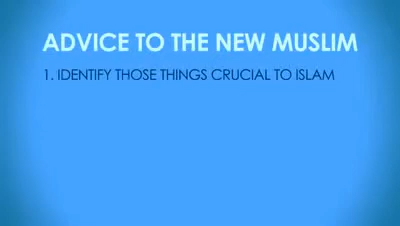 ADVICE TO THE NEW MUSLIM
1. IDENTIFY THOSE THINGS CRUCIAL TO ISLAM